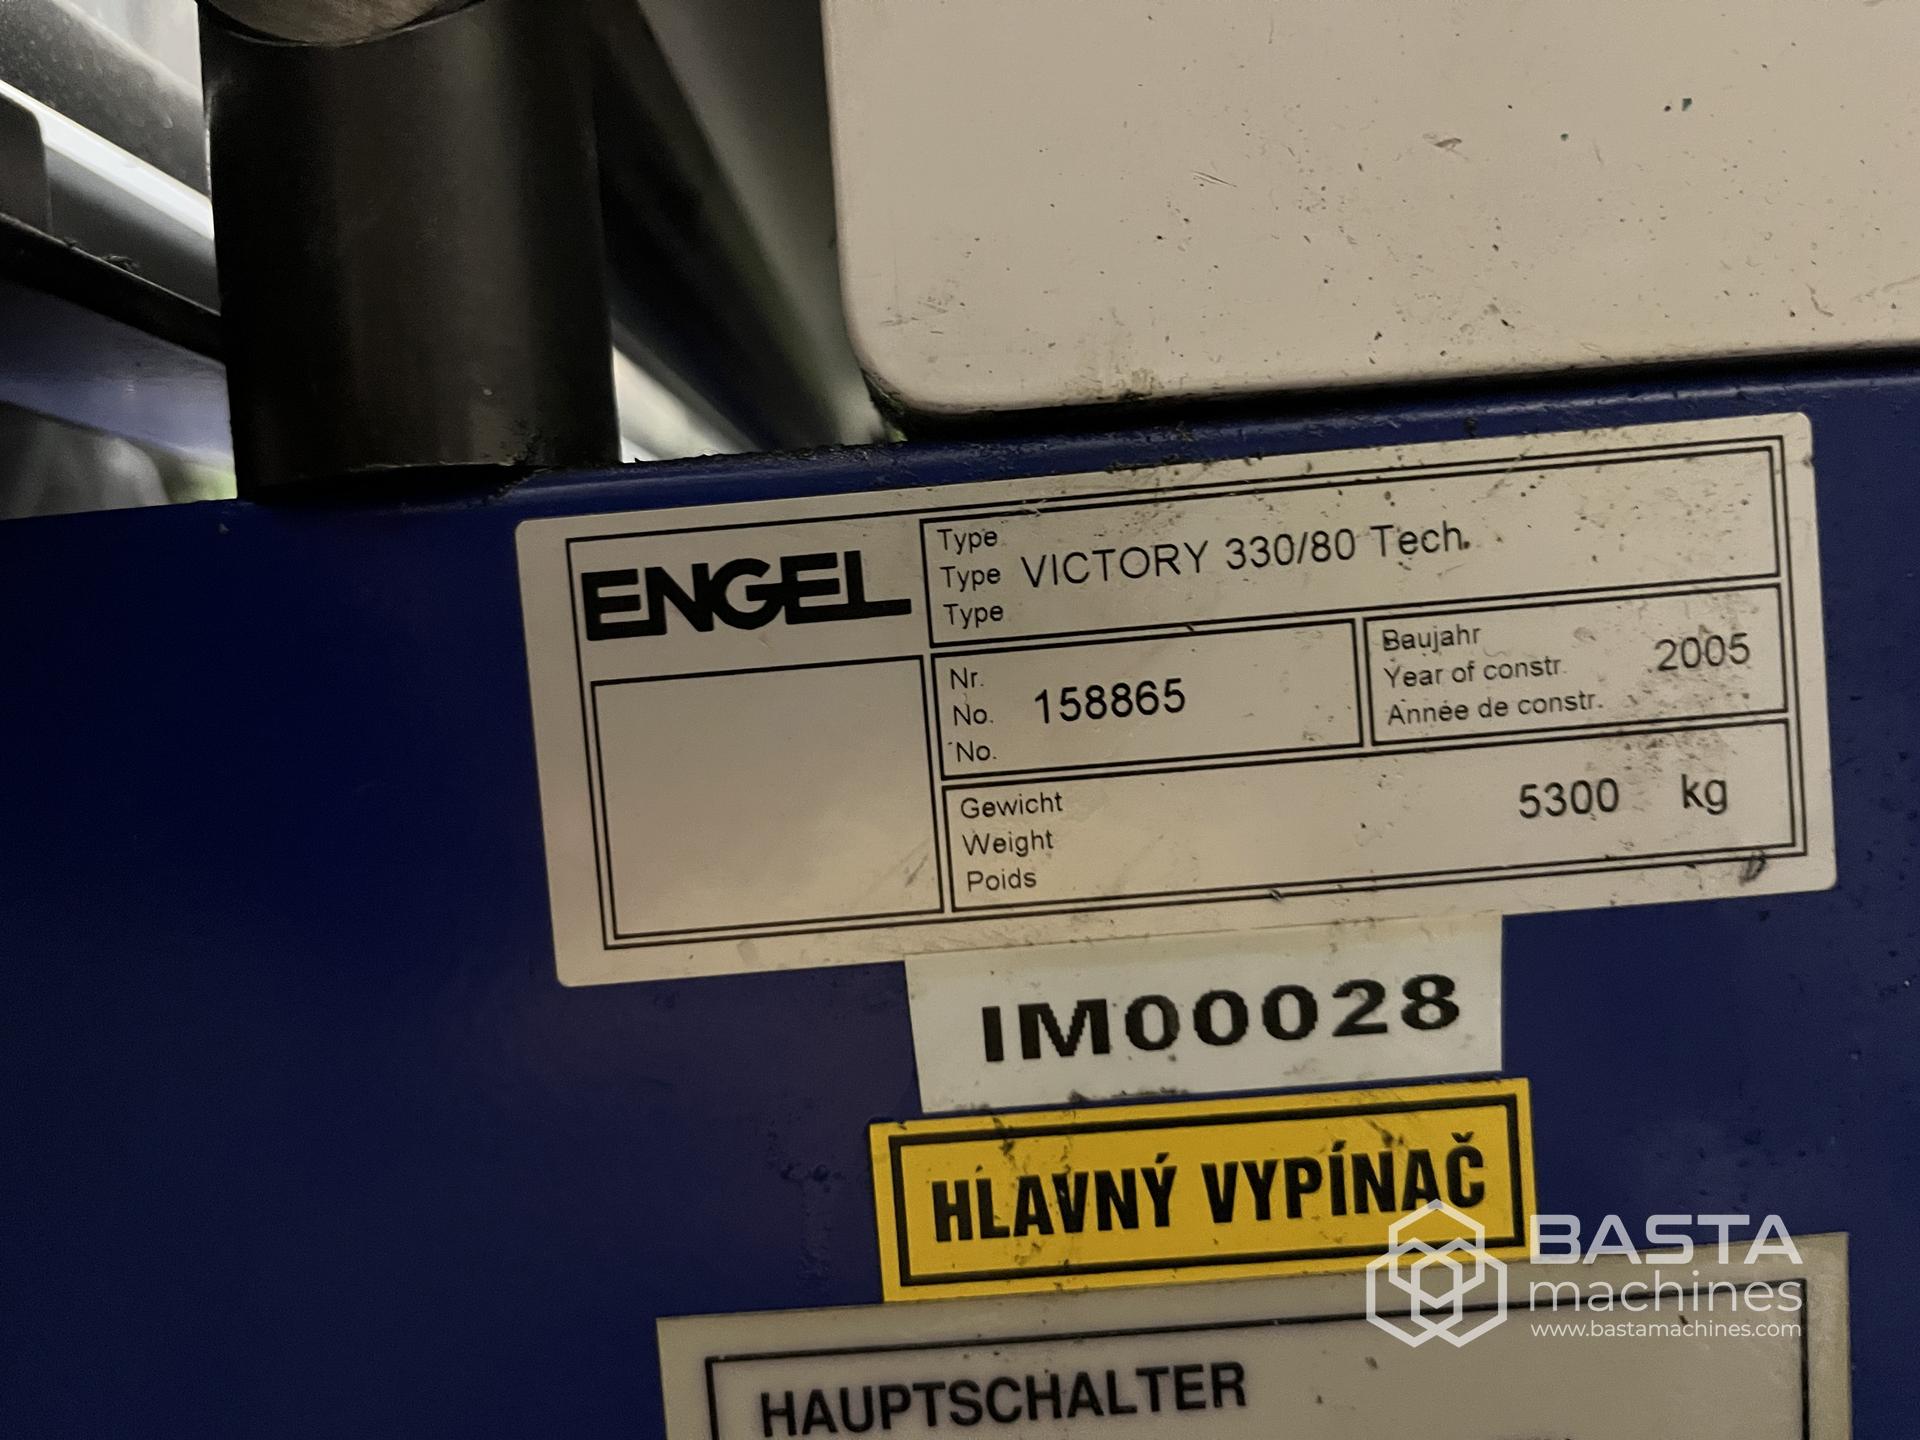 ENGEL
Type
Type VICTORY 330/80 Tech.
Type
Nr.
No. 158865
No.
Baujahr
Year of constr. 2005
Année de constr.
Gewicht 5300 kg
Weight
Poids
IM00028
HLAVNÝ VYPÍNAČ
BASTA
machines
www.bastamachines.com
HAUPTSCHALTER